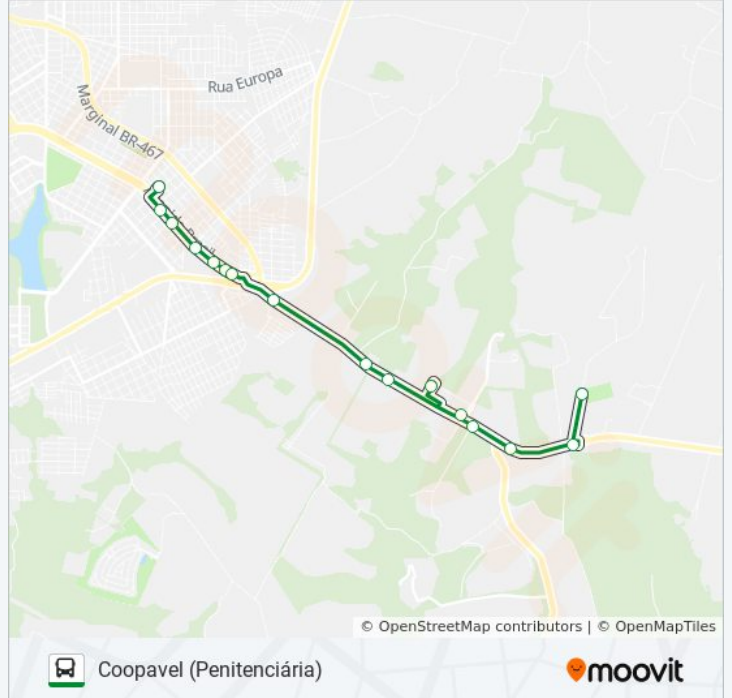 Rua Europa
Marginal BR-467
© OpenStreetMap contributors | © OpenMapTiles
Coopavel (Penitenciária)
moovit